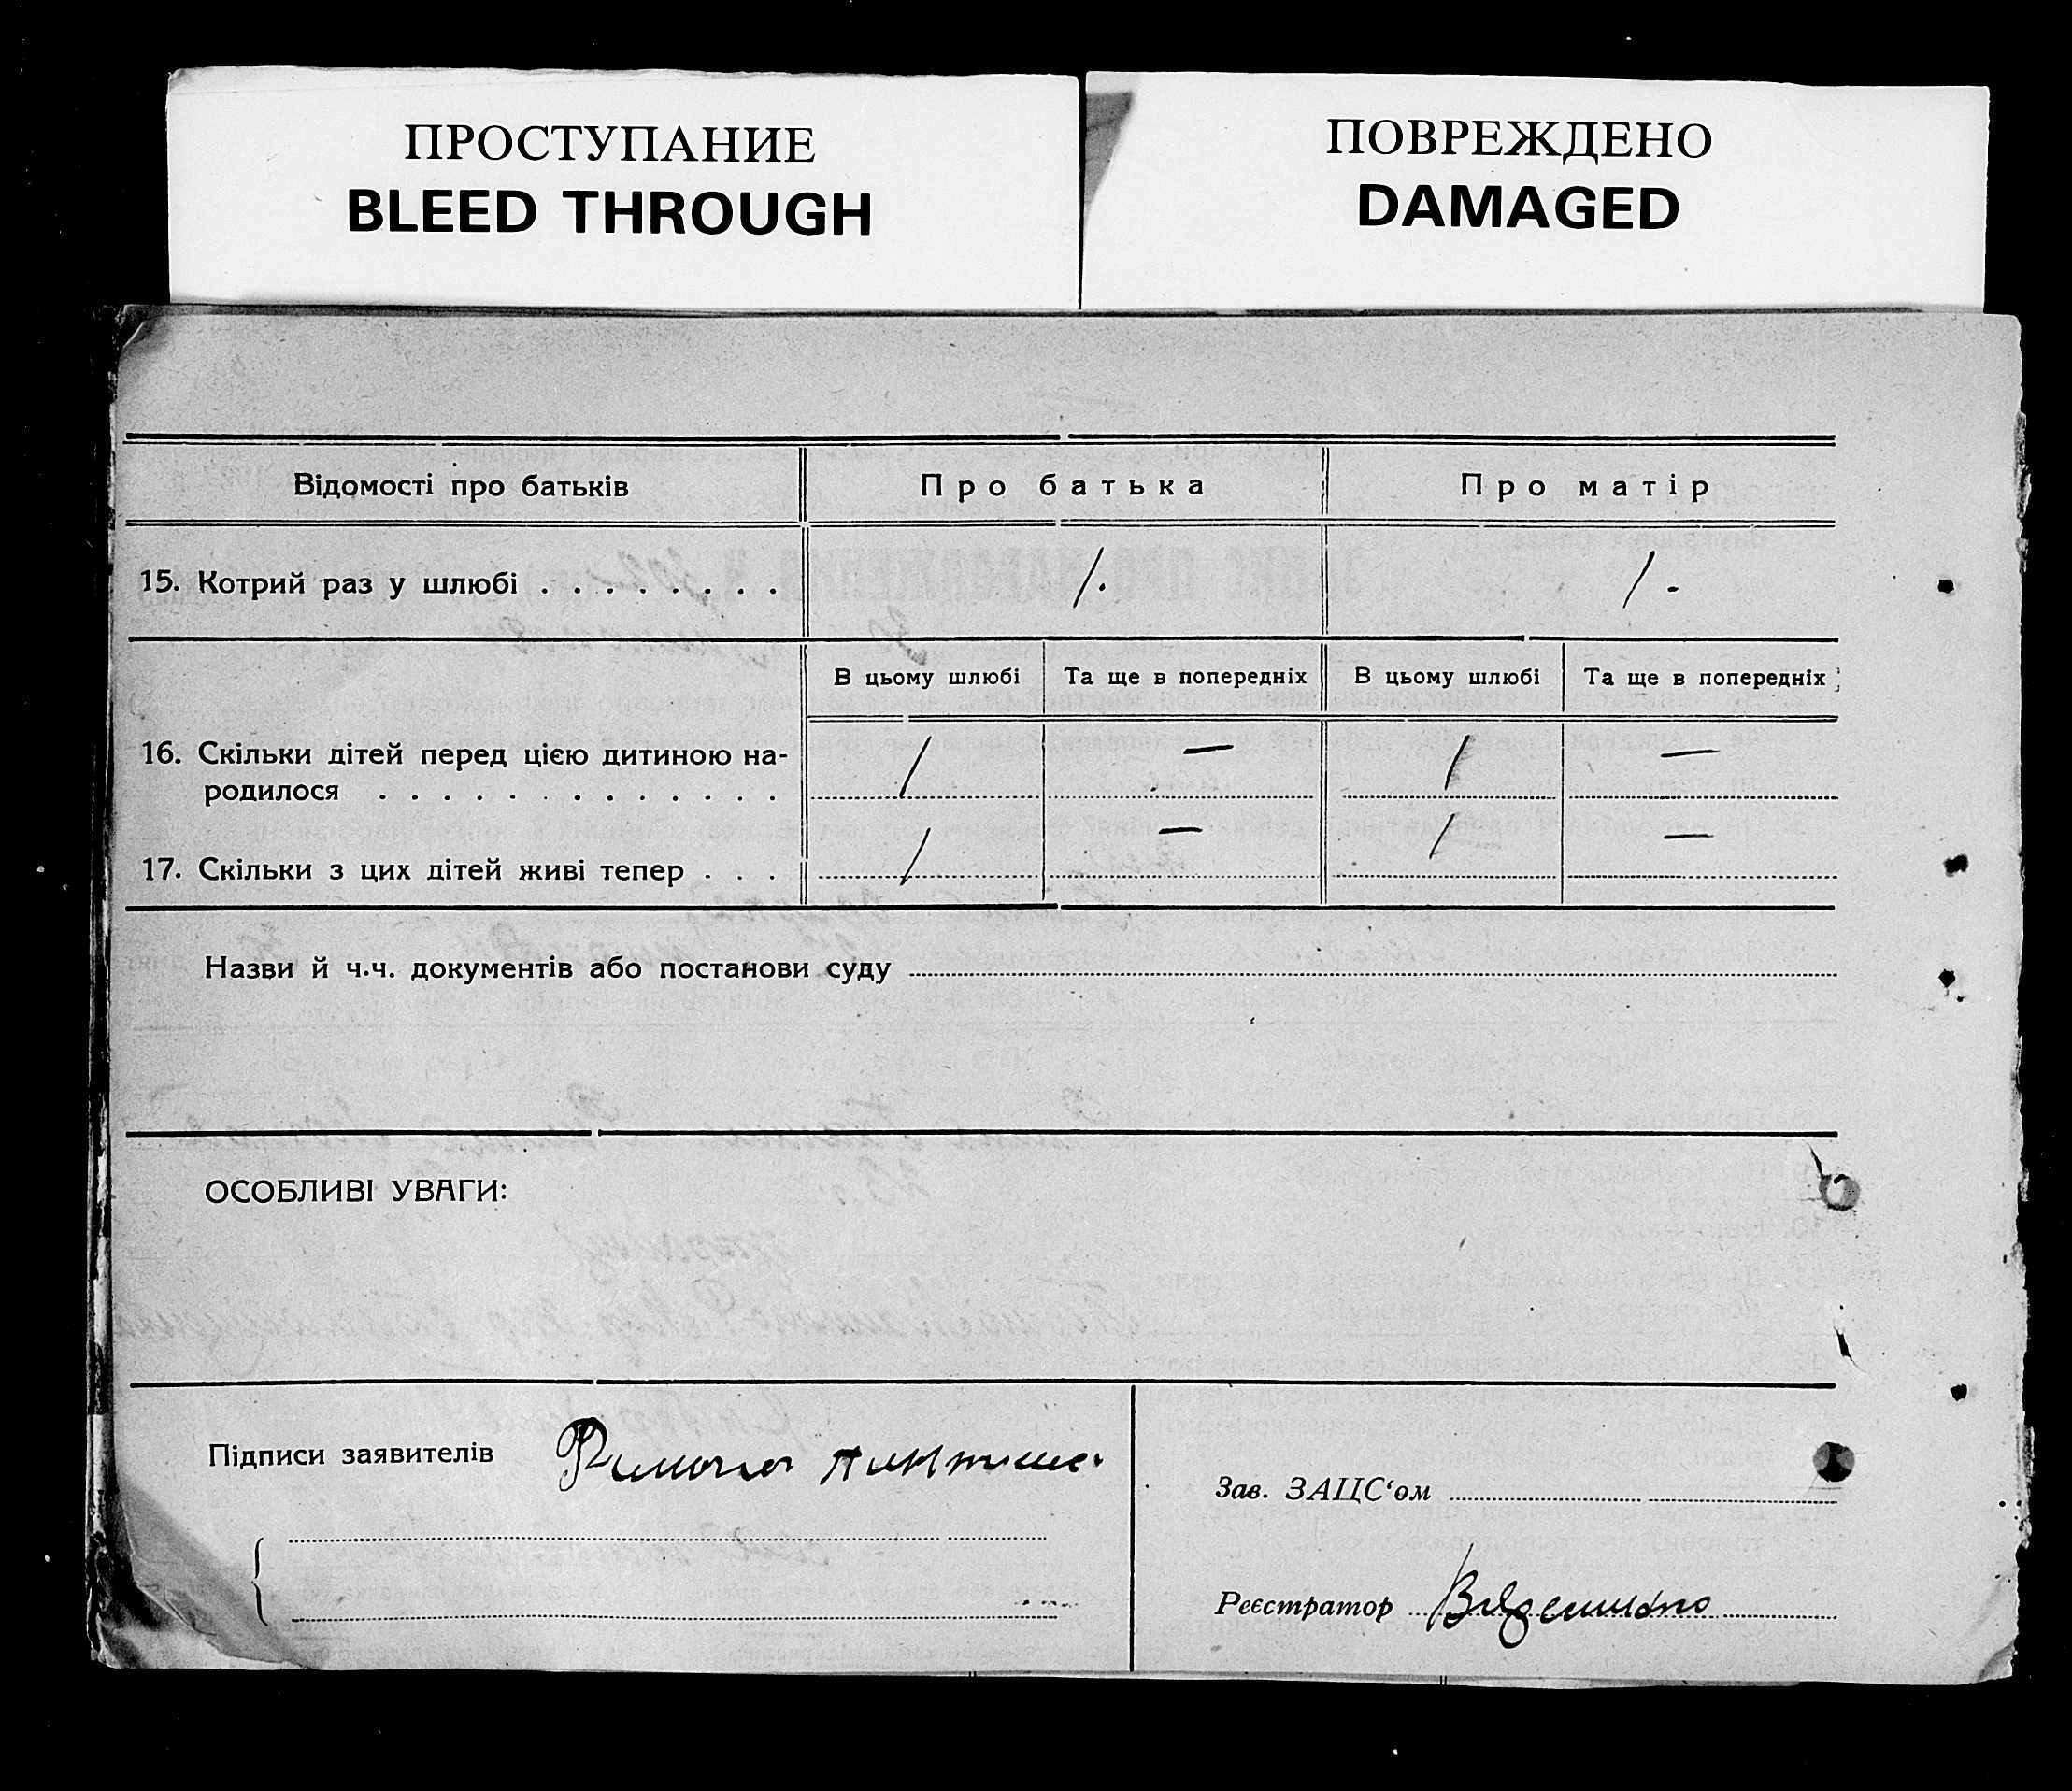 ПРОСТУПАНИЕ
BLEED THROUGH
ПОВРЕЖДЕНО
DAMAGED
Відомості про батьків Про батька Про матір
15. Котрий раз у шлюбі . . . . . . . . 1. 1 -
В цьому шлюбі Та ще в попередніх В цьому шлюбі Та ще в попередніх
16. Скільки дітей перед цією дитиною на-
родилося . . . . . . . . . . . . . 1 — 1 —
17. Скільки з цих дітей живі тепер . . . 1 — 1 —
Назви й ч.ч. документів або постанови суду
ОСОБЛИВІ УВАГИ:
Підписи заявителів
Зав. ЗАЦС‘ом
Реєстратор